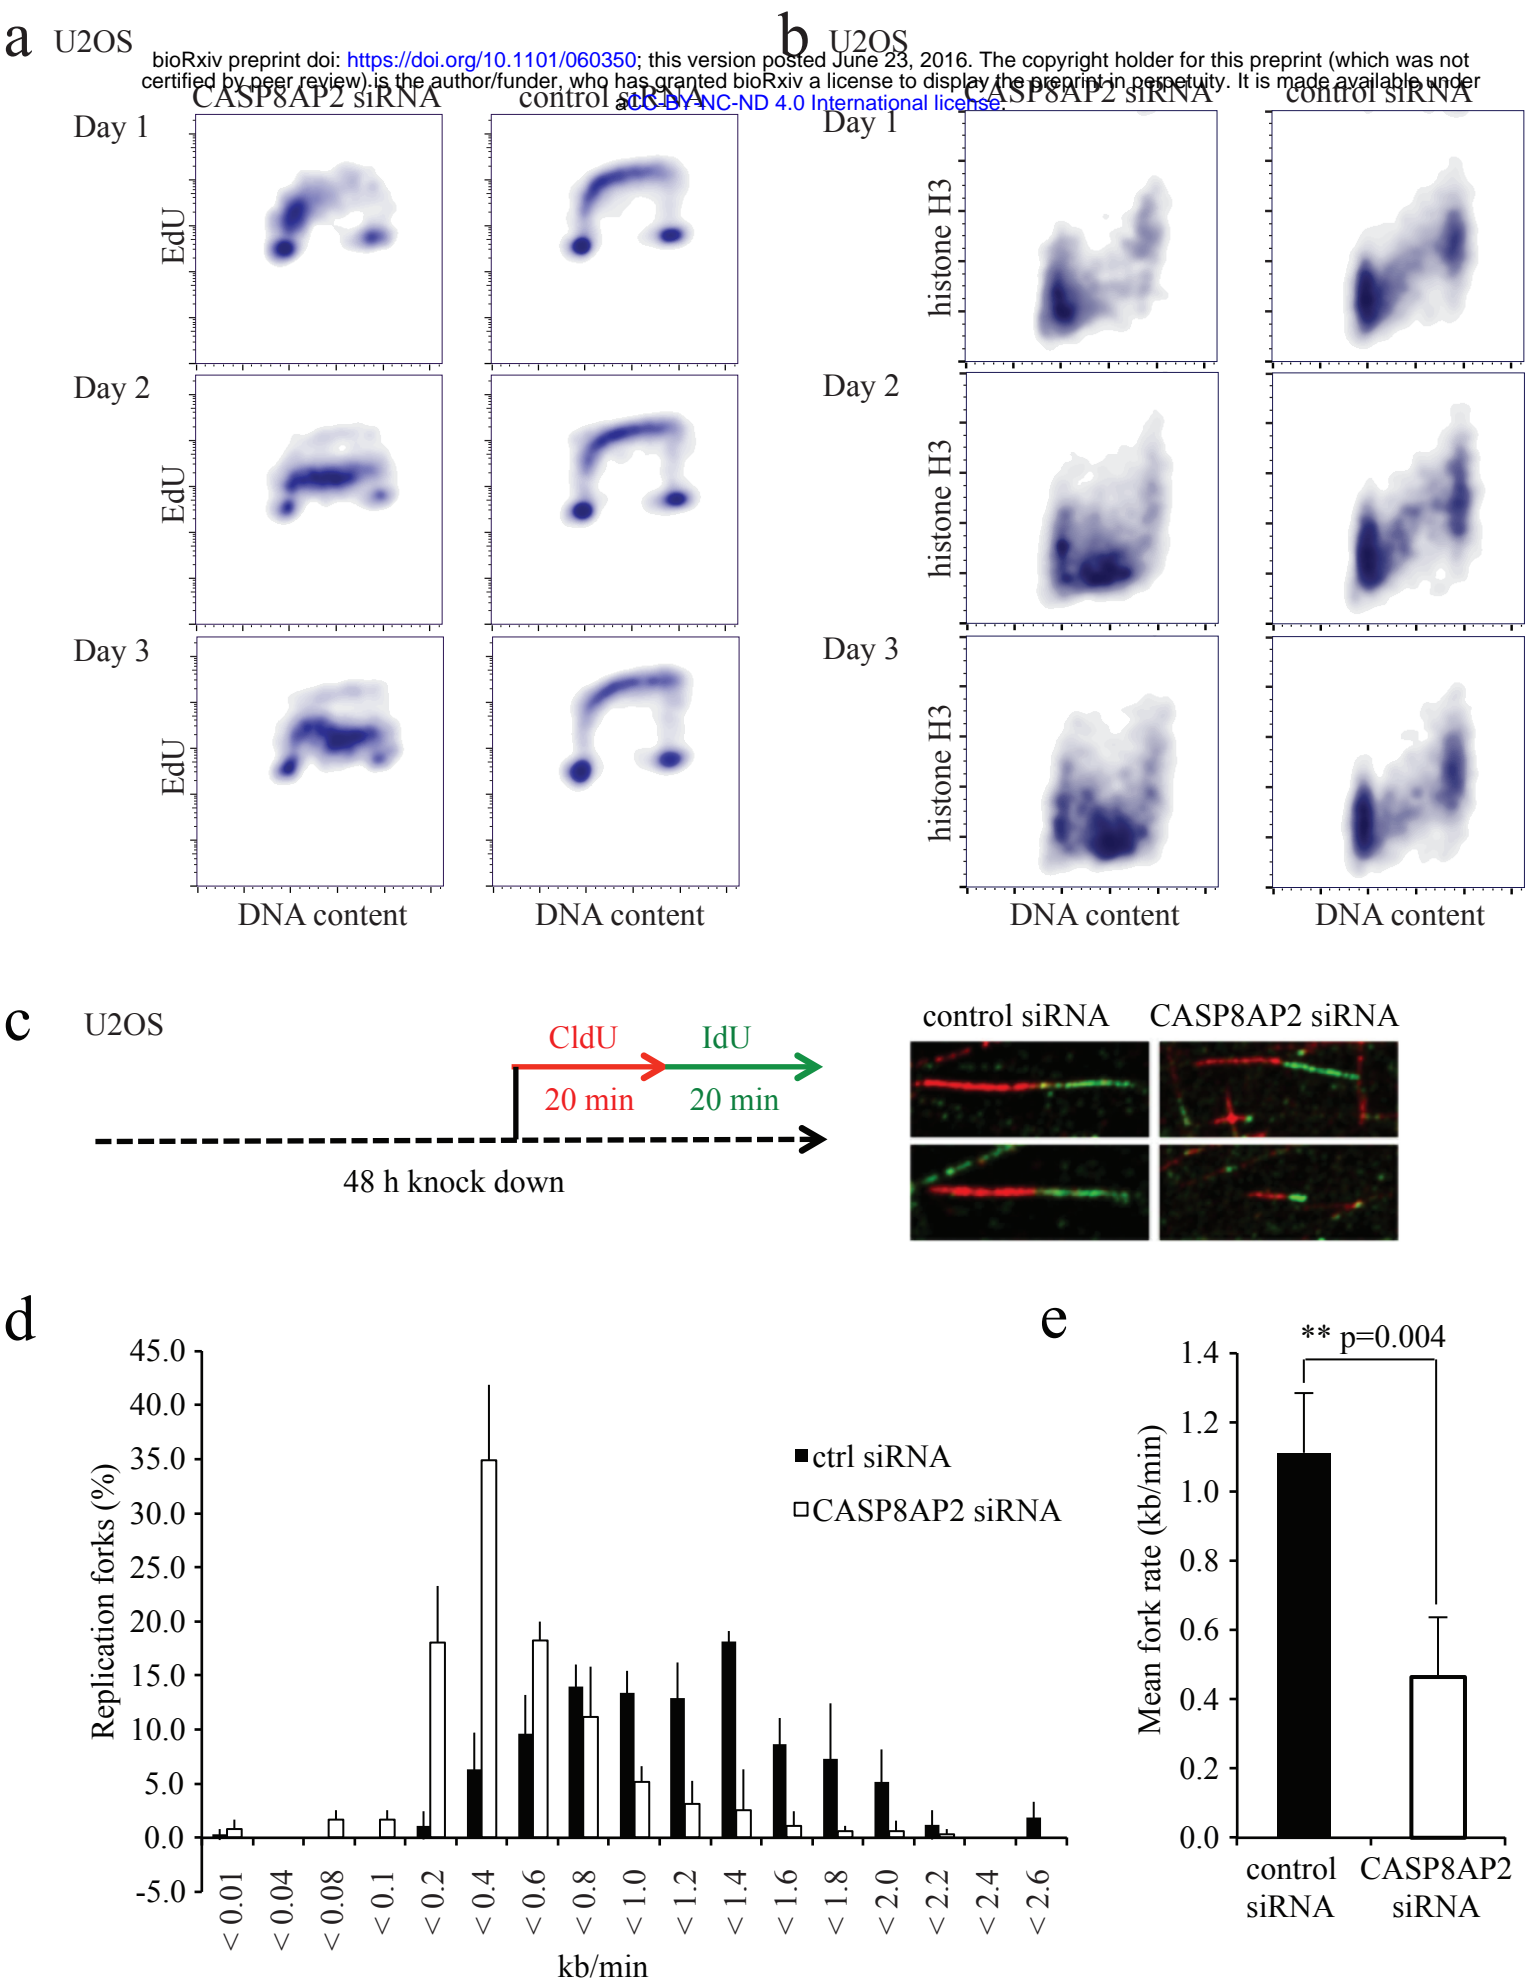 a U2OS
b U2OS
bioRxiv preprint doi: https://doi.org/10.1101/060350; this version posted June 23, 2016. The copyright holder for this preprint (which was not
certified by peer review) is the author/funder, who has granted bioRxiv a license to display the preprint in perpetuity. It is made available under
aCC-BY-NC-ND 4.0 International license.
CASP8AP2 siRNA control siRNA
CASP8AP2 siRNA control siRNA
Day 1
EdU
Day 2
EdU
Day 3
EdU
DNA content DNA content
Day 1
histone H3
Day 2
histone H3
Day 3
histone H3
DNA content DNA content
c U2OS
CldU IdU
20 min 20 min
48 h knock down
control siRNA CASP8AP2 siRNA
d
45.0
40.0
35.0
30.0
25.0
20.0
15.0
10.0
5.0
0.0
-5.0
Replication forks (%)
ctrl siRNA
CASP8AP2 siRNA
< 0.01
< 0.04
< 0.08
< 0.1
< 0.2
< 0.4
< 0.6
< 0.8
< 1.0
< 1.2
< 1.4
< 1.6
< 1.8
< 2.0
< 2.2
< 2.4
< 2.6
kb/min
e
** p=0.004
1.4
1.2
1.0
0.8
0.6
0.4
0.2
0.0
Mean fork rate (kb/min)
control CASP8AP2
siRNA siRNA